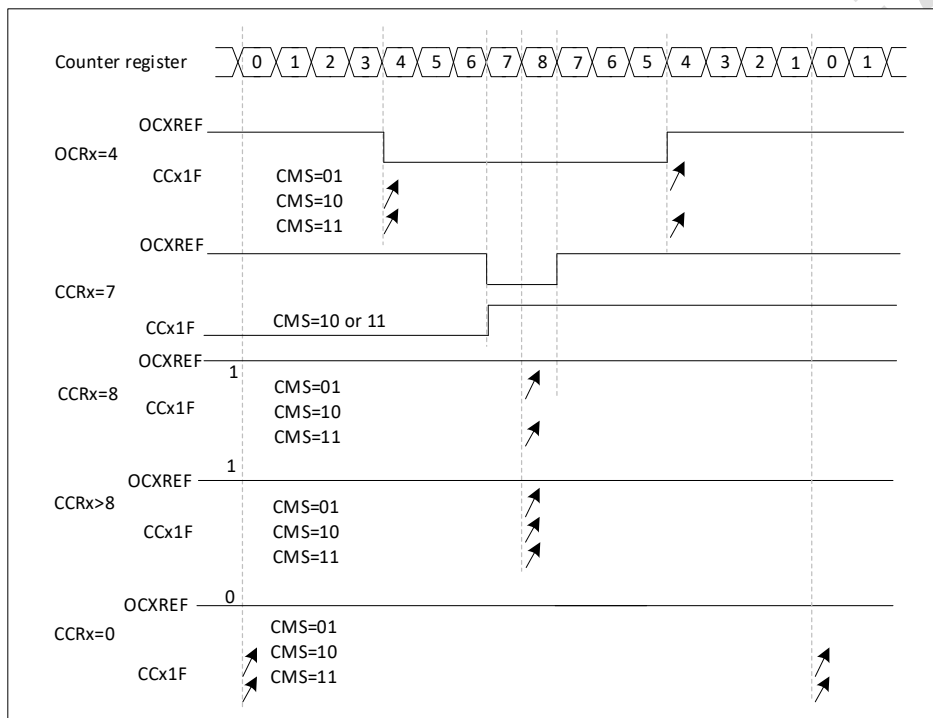 Counter register 0 1 2 3 4 5 6 7 8 7 6 5 4 3 2 1 0 1
OCXREF
OCRx=4
CCx1F
CMS=01
CMS=10
CMS=11
OCXREF
CCRx=7
CCx1F
CMS=10 or 11
OCXREF
1
CCRx=8
CCx1F
CMS=01
CMS=10
CMS=11
1
OCXREF
CCRx>8
CCx1F
CMS=01
CMS=10
CMS=11
OCXREF
0
CCRx=0
CCx1F
CMS=01
CMS=10
CMS=11